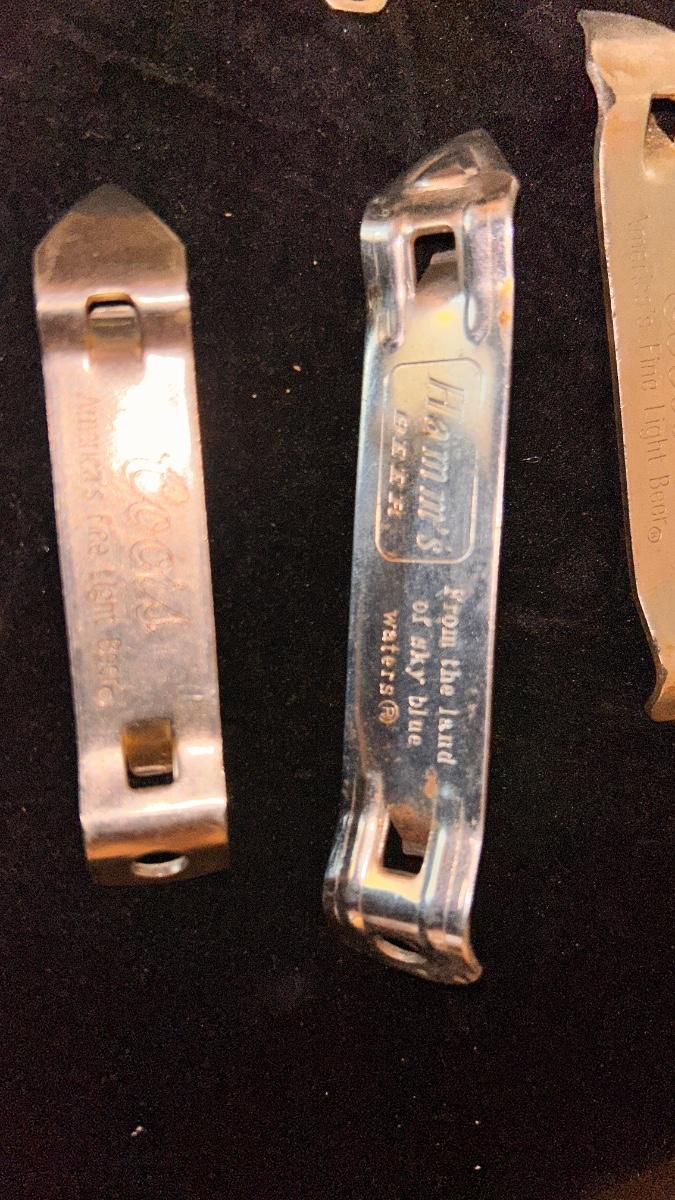 Coors
America's Fine Light Beer®
Hamm's
BEER
From the land
of sky blue
waters®
America's Fine Light Beer®